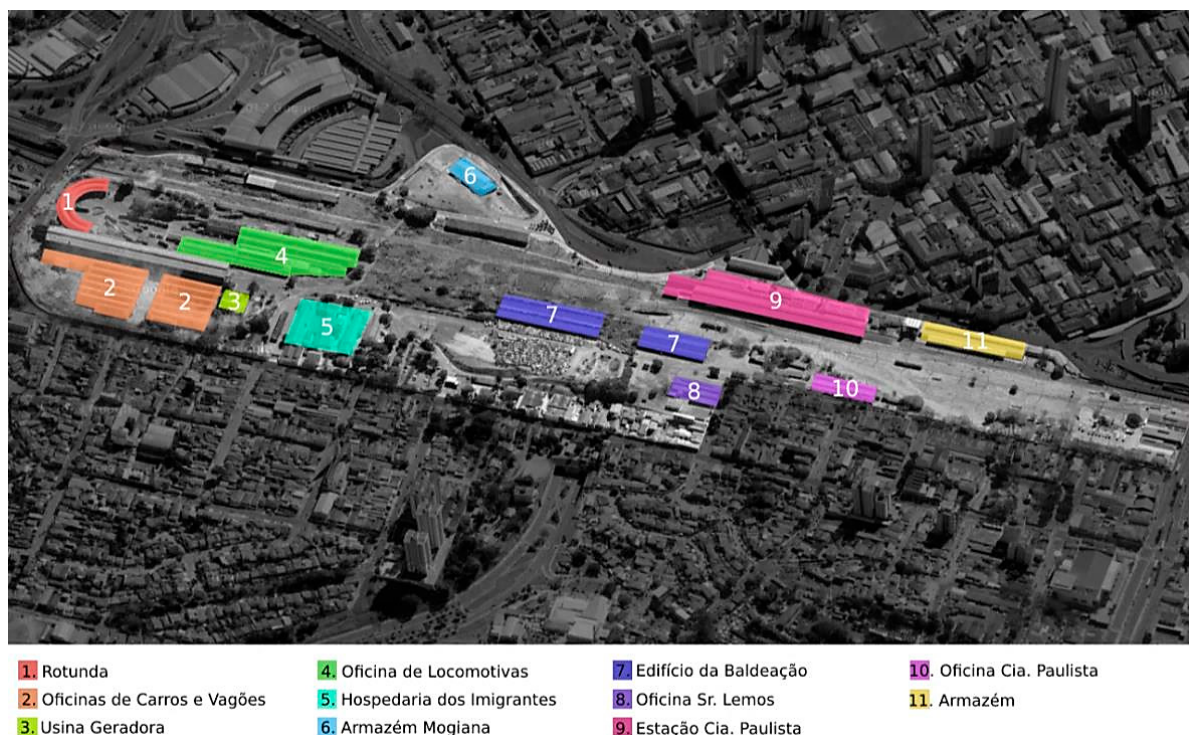 1
2
2
3
4
5
6
7
7
8
9
10
11
1. Rotunda
2. Oficinas de Carros e Vagões
3. Usina Geradora
4. Oficina de Locomotivas
5. Hospedaria dos Imigrantes
6. Armazém Mogiana
7. Edifício da Baldeação
8. Oficina Sr. Lemos
9. Estação Cia. Paulista
10. Oficina Cia. Paulista
11. Armazém